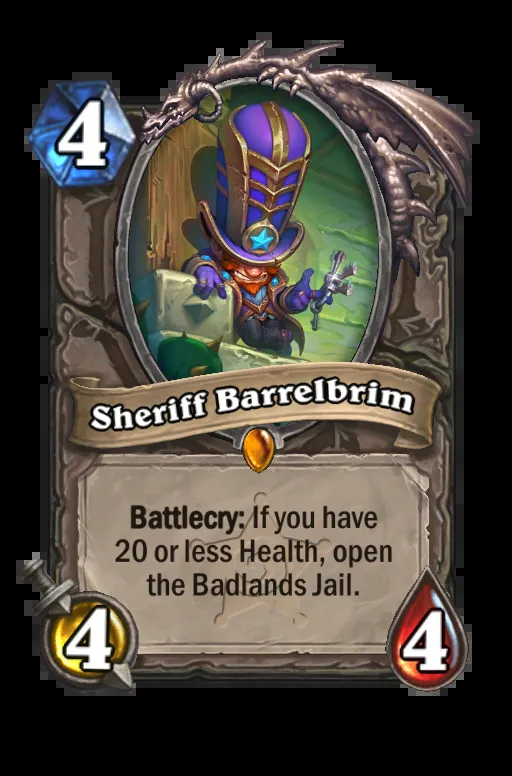 4
Sheriff Barrelbrim
Battlecry: If you have
20 or less Health, open
the Badlands Jail.
4
4